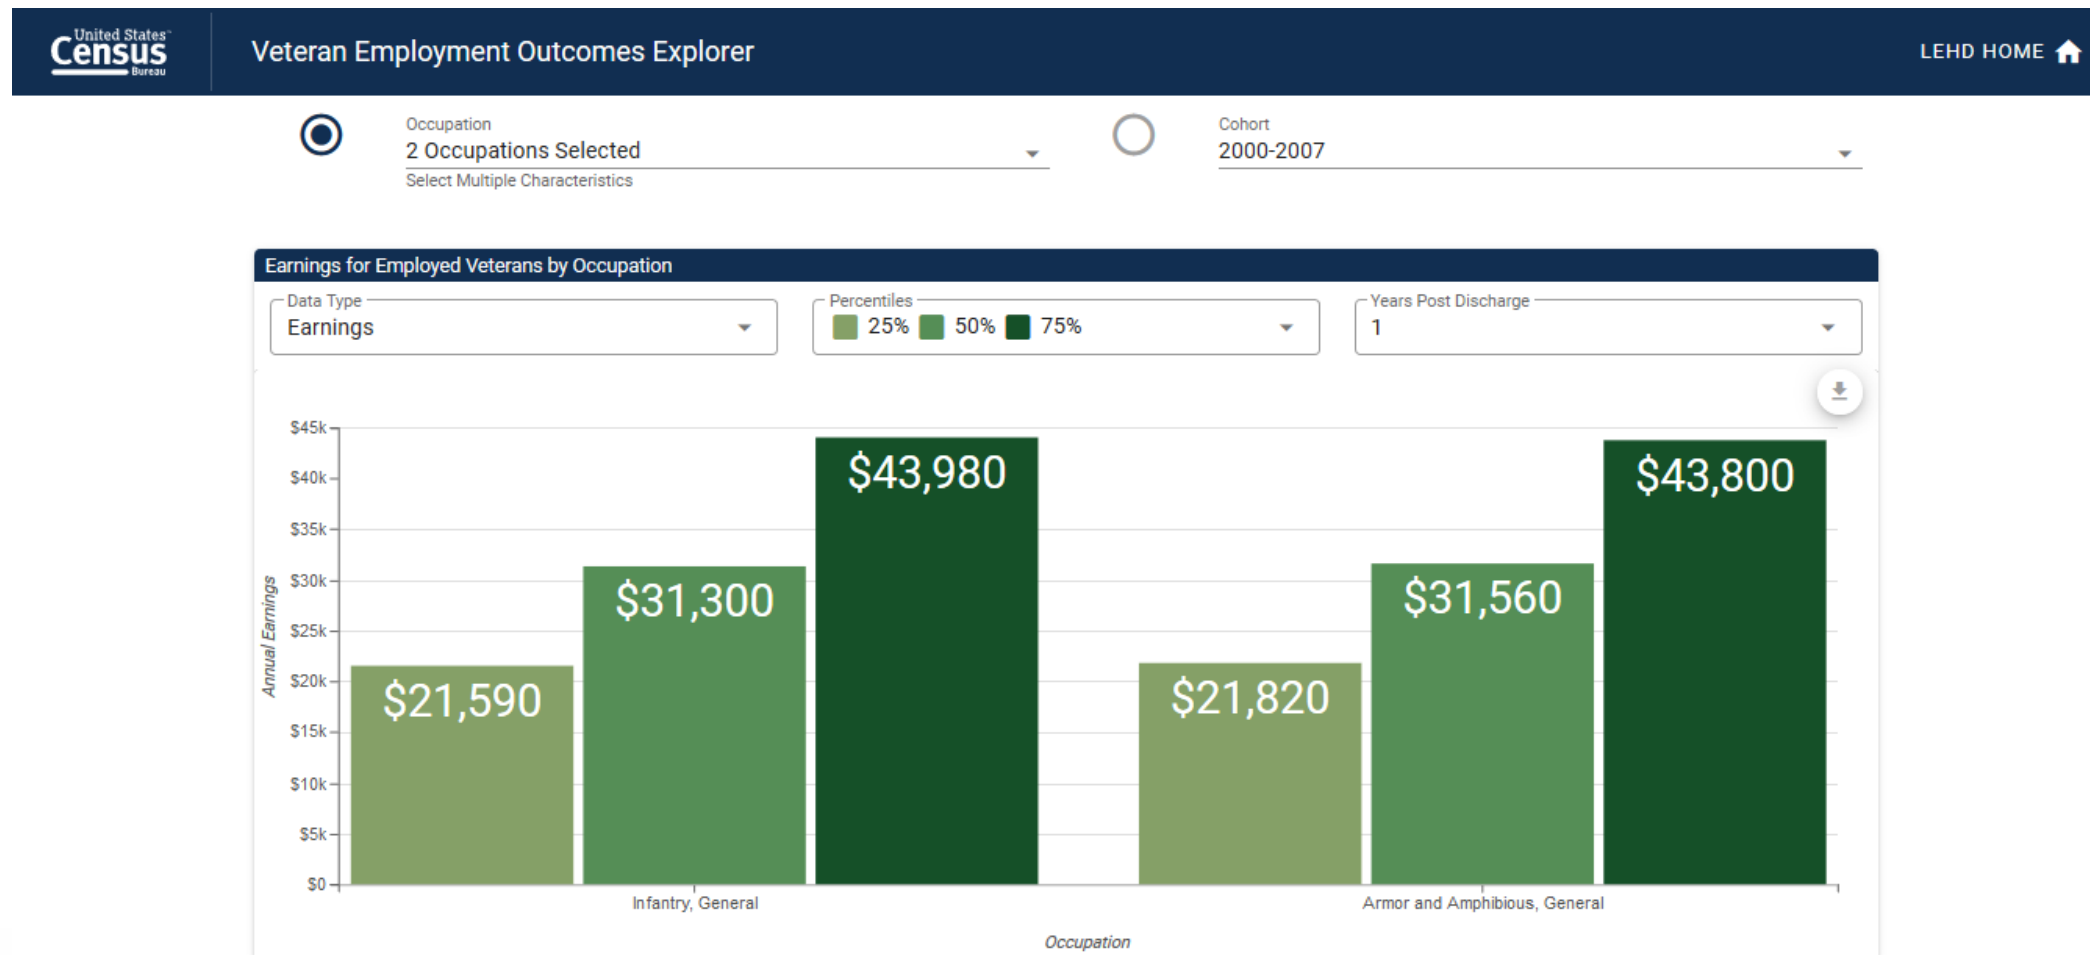 United States™
Census
Bureau
Veteran Employment Outcomes Explorer
LEHD HOME
Occupation
2 Occupations Selected
Select Multiple Characteristics
Cohort
2000-2007
Earnings for Employed Veterans by Occupation
Data Type
Earnings
Percentiles
25% 50% 75%
Years Post Discharge
1
$45k
$40k
$35k
$30k
$25k
$20k
$15k
$10k
$5k
$0
Annual Earnings
$21,590
$31,300
$43,980
$21,820
$31,560
$43,800
Infantry, General
Armor and Amphibious, General
Occupation